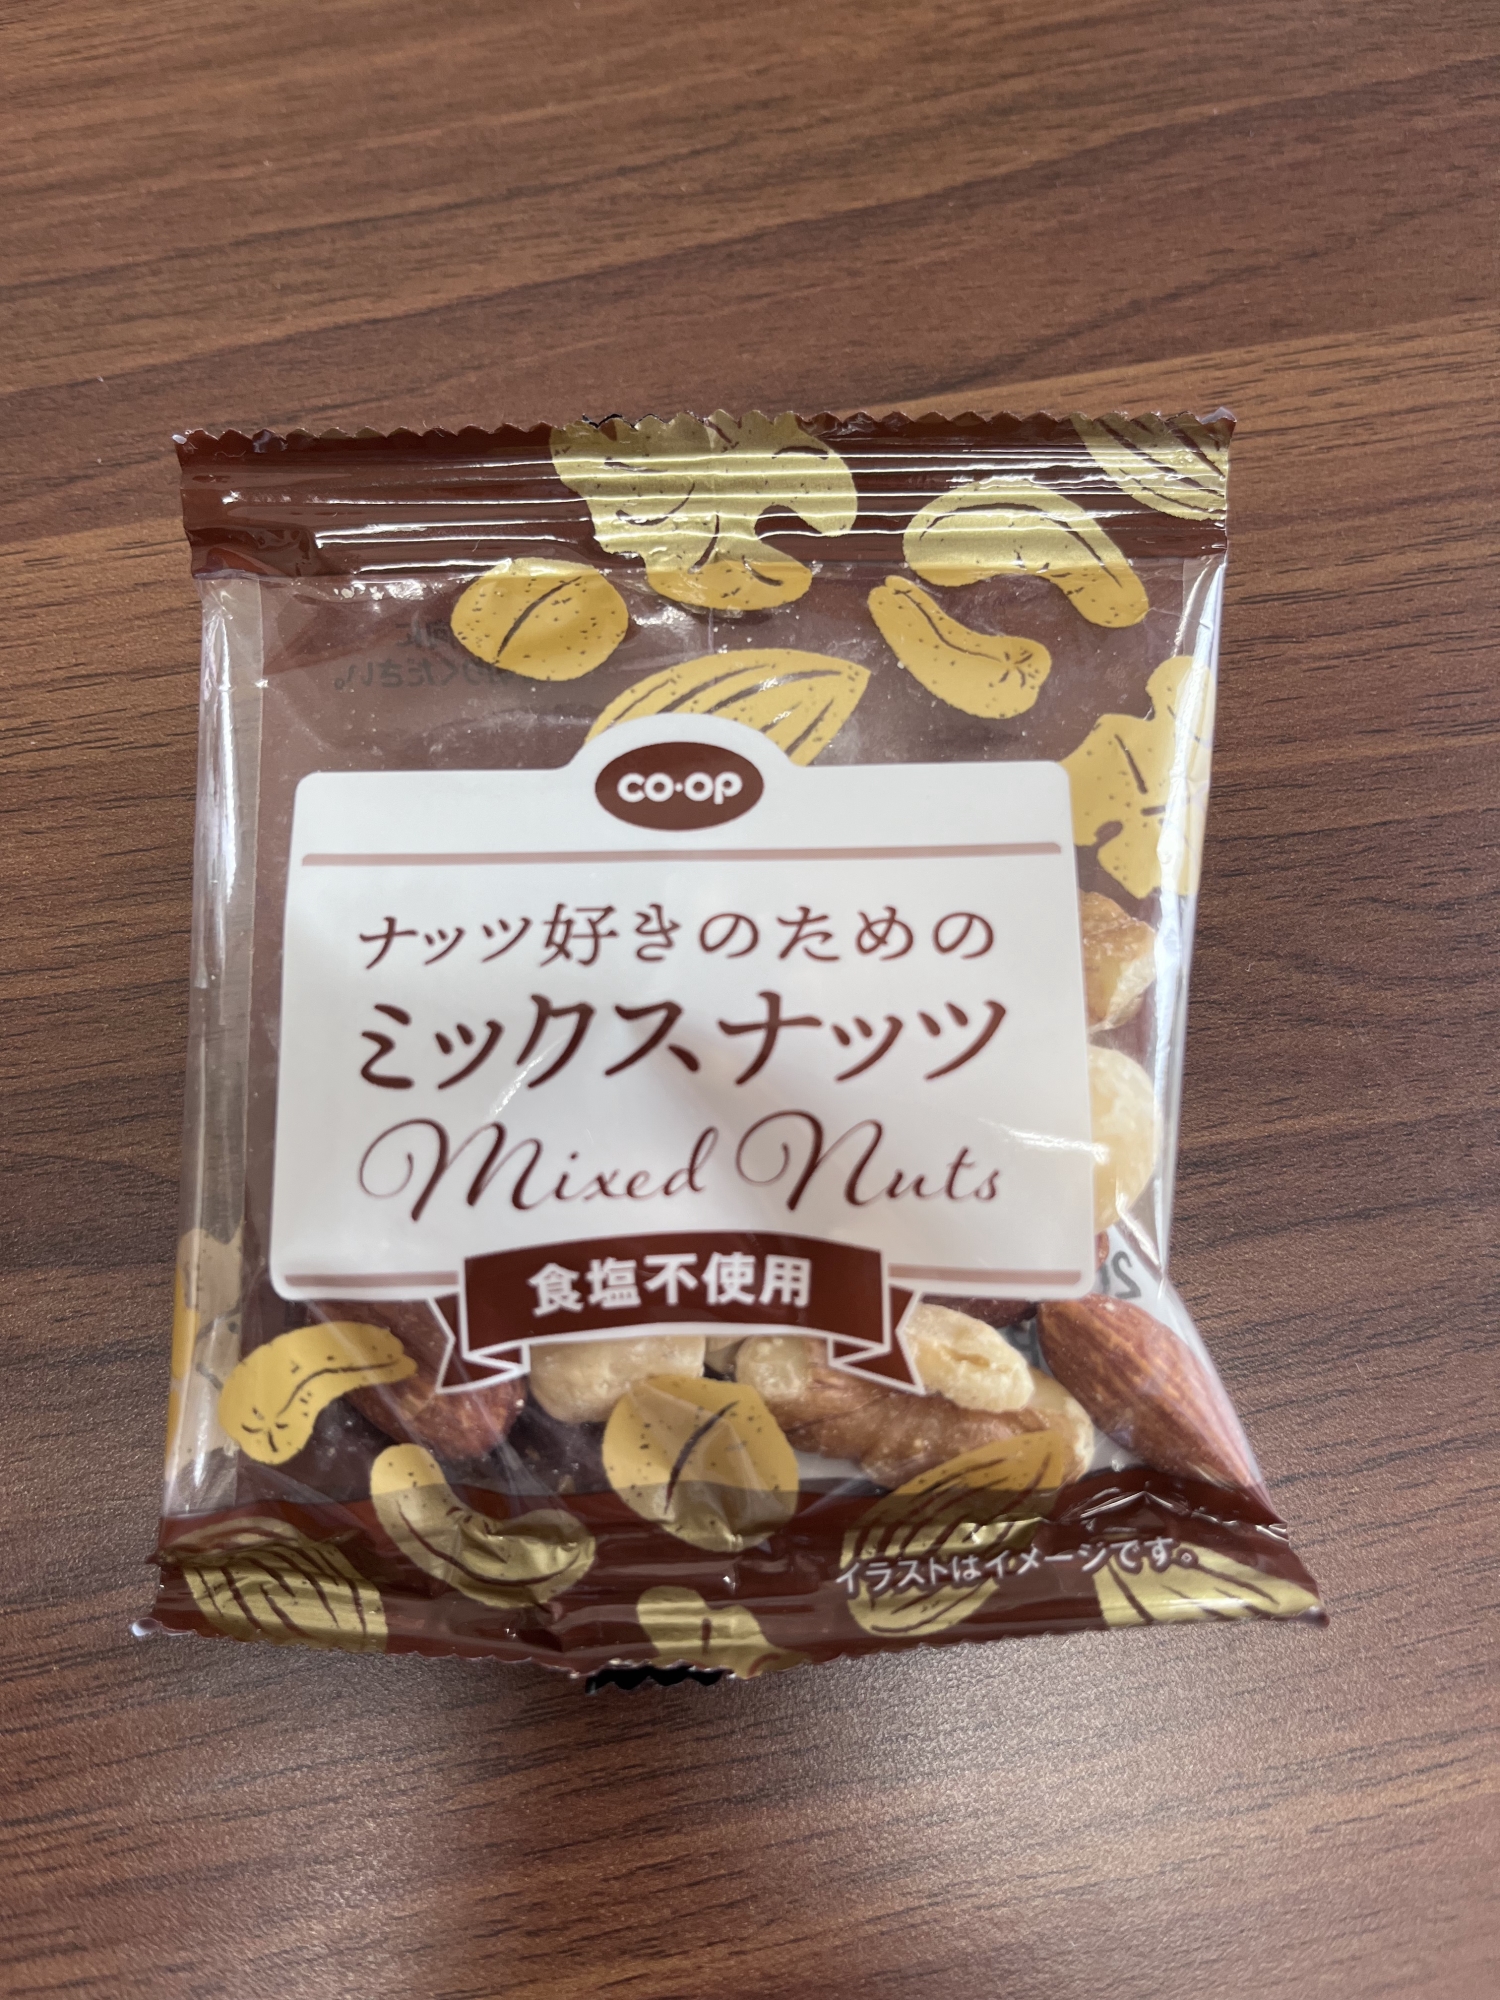 co・op
ナッツ好きのための
ミックスナッツ
Mixed Nuts
食塩不使用
イラストはイメージです。